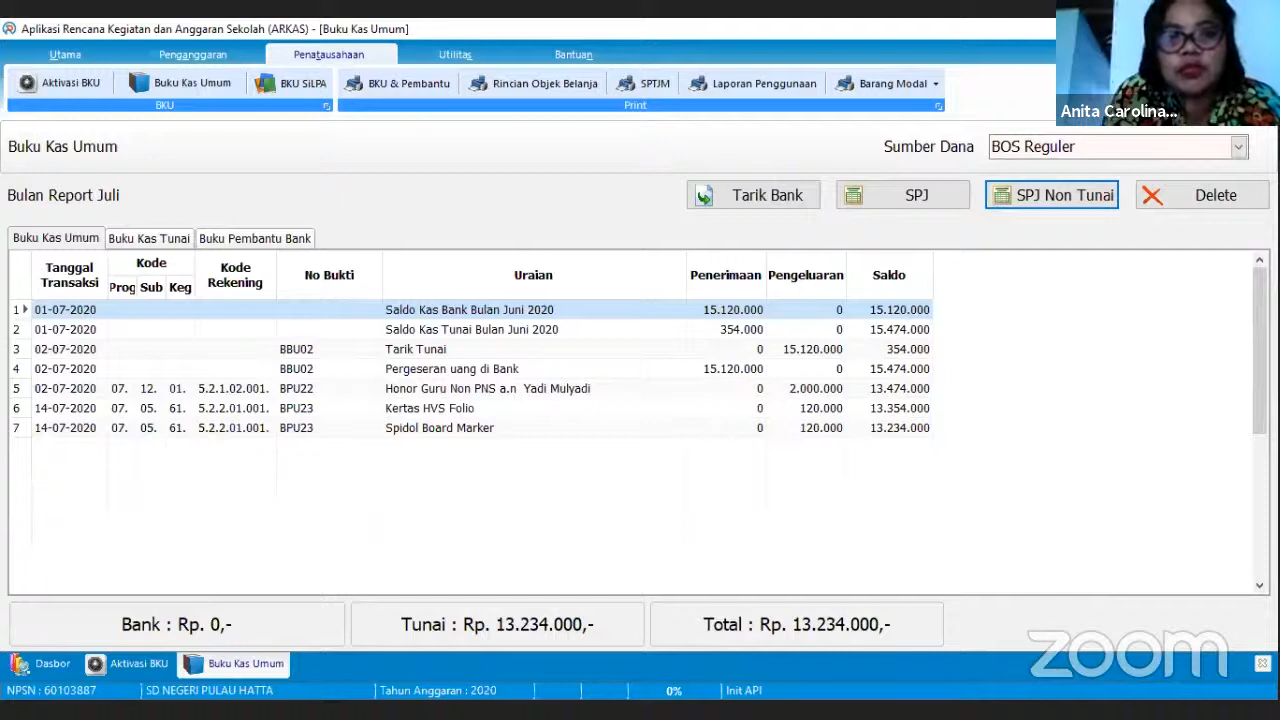 Aplikasi Rencana Kegiatan dan Anggaran Sekolah (ARKAS) - [Buku Kas Umum]
Utama Penganggaran Penatausahaan Utilitas Bantuan
Aktivasi BKU Buku Kas Umum BKU SiLPA BKU & Pembantu Rincian Objek Belanja SPTJM Laporan Penggunaan Barang Modal
BKU Print
Anita Carolina...
Buku Kas Umum Sumber Dana BOS Reguler
Bulan Report Juli Tarik Bank SPJ SPJ Non Tunai Delete
Buku Kas Umum Buku Kas Tunai Buku Pembantu Bank
Tanggal Transaksi Kode Prog Sub Keg Kode Rekening No Bukti Uraian Penerimaan Pengeluaran Saldo
1 01-07-2020 Saldo Kas Bank Bulan Juni 2020 15.120.000 0 15.120.000
2 01-07-2020 Saldo Kas Tunai Bulan Juni 2020 354.000 0 15.474.000
3 02-07-2020 BBU02 Tarik Tunai 0 15.120.000 354.000
4 02-07-2020 BBU02 Pergeseran uang di Bank 15.120.000 0 15.474.000
5 02-07-2020 07. 12. 01. 5.2.1.02.001. BPU22 Honor Guru Non PNS a.n Yadi Mulyadi 0 2.000.000 13.474.000
6 14-07-2020 07. 05. 61. 5.2.2.01.001. BPU23 Kertas HVS Folio 0 120.000 13.354.000
7 14-07-2020 07. 05. 61. 5.2.2.01.001. BPU23 Spidol Board Marker 0 120.000 13.234.000
Bank : Rp. 0,- Tunai : Rp. 13.234.000,- Total : Rp. 13.234.000,-
zoom
Dasbor Aktivasi BKU Buku Kas Umum
NPSN : 60103887 SD NEGERI PULAU HATTA Tahun Anggaran : 2020 0% Init API